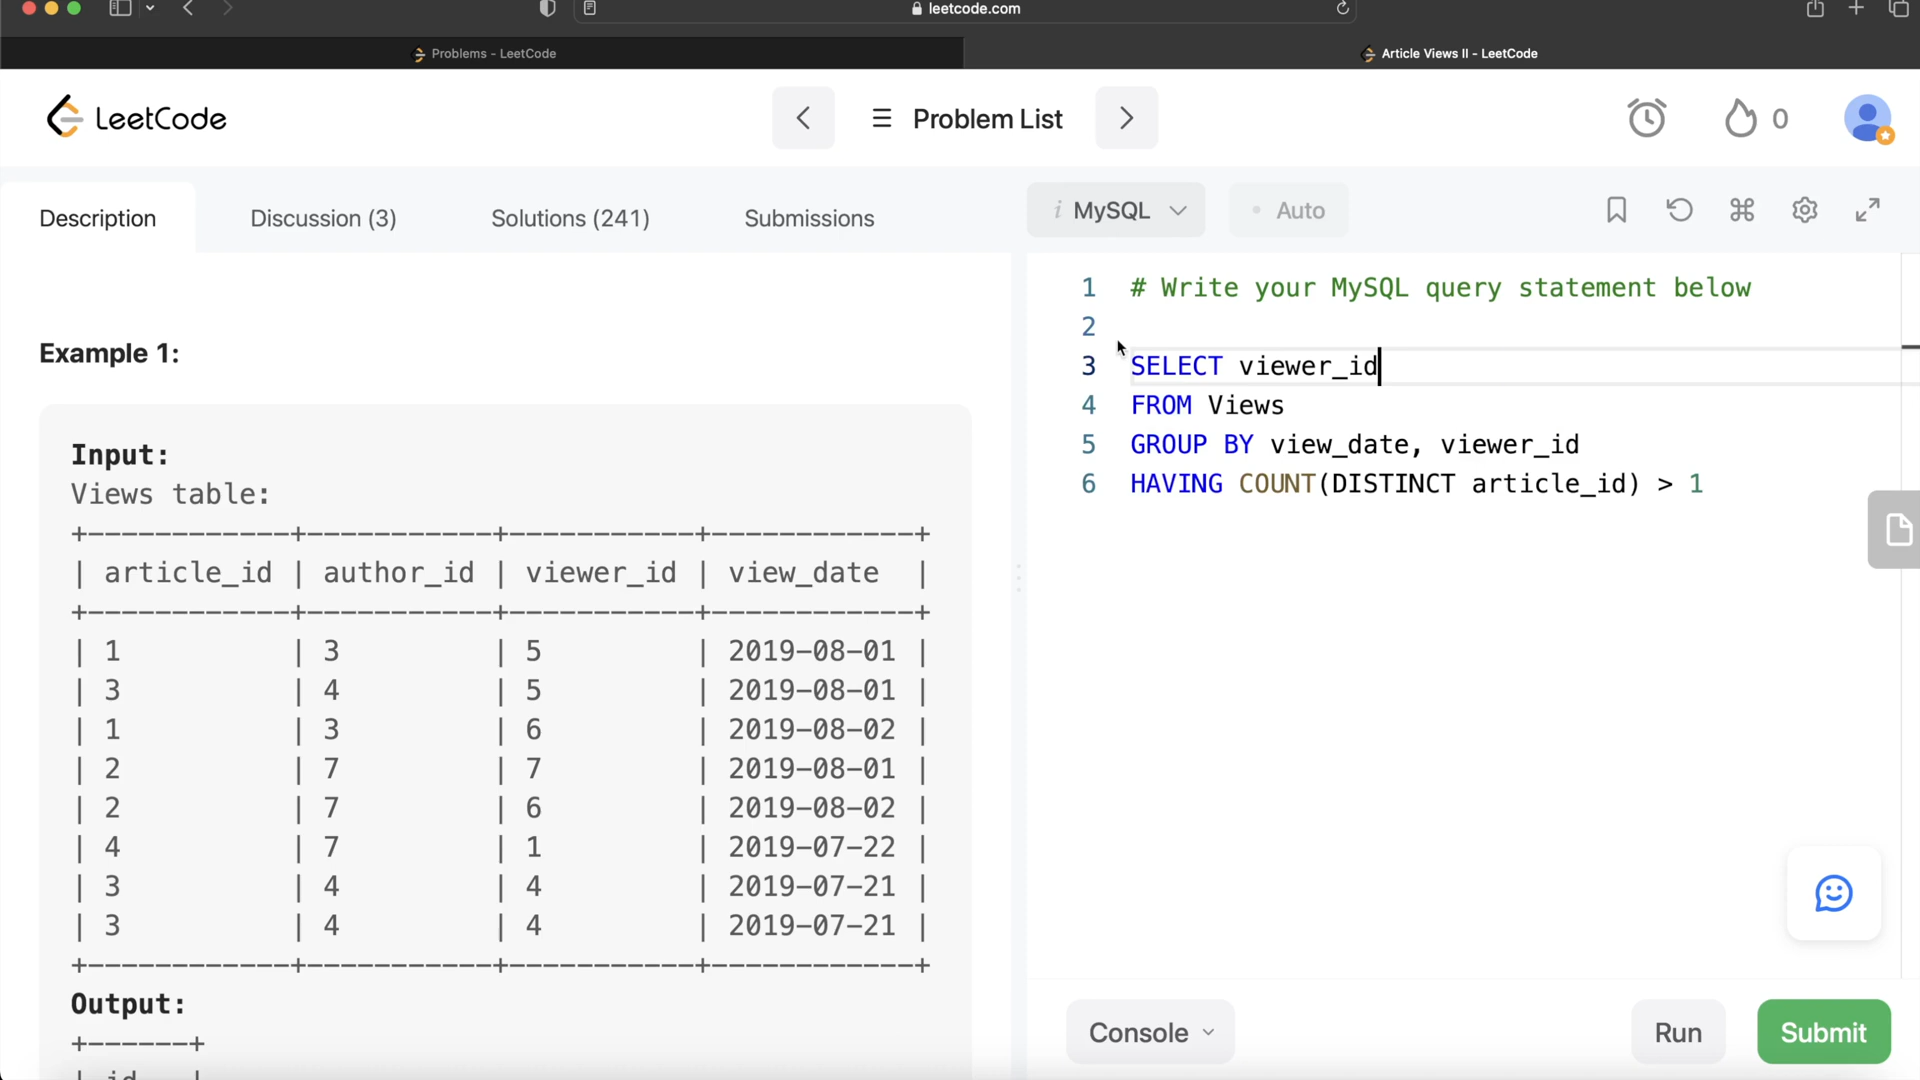 leetcode.com
Problems - LeetCode
Article Views II - LeetCode
LeetCode
Problem List
0
Description
Discussion (3)
Solutions (241)
Submissions
i MySQL
Auto
Example 1:
Input:
Views table:
+------------+-----------+-----------+------------+
| article_id | author_id | viewer_id | view_date  |
+------------+-----------+-----------+------------+
| 1          | 3         | 5         | 2019-08-01 |
| 3          | 4         | 5         | 2019-08-01 |
| 1          | 3         | 6         | 2019-08-02 |
| 2          | 7         | 7         | 2019-08-01 |
| 2          | 7         | 6         | 2019-08-02 |
| 4          | 7         | 1         | 2019-07-22 |
| 3          | 4         | 4         | 2019-07-21 |
| 3          | 4         | 4         | 2019-07-21 |
+------------+-----------+-----------+------------+
Output:
+------+
| id   |
1 # Write your MySQL query statement below
2
3 SELECT viewer_id
4 FROM Views
5 GROUP BY view_date, viewer_id
6 HAVING COUNT(DISTINCT article_id) > 1
Console
Run
Submit